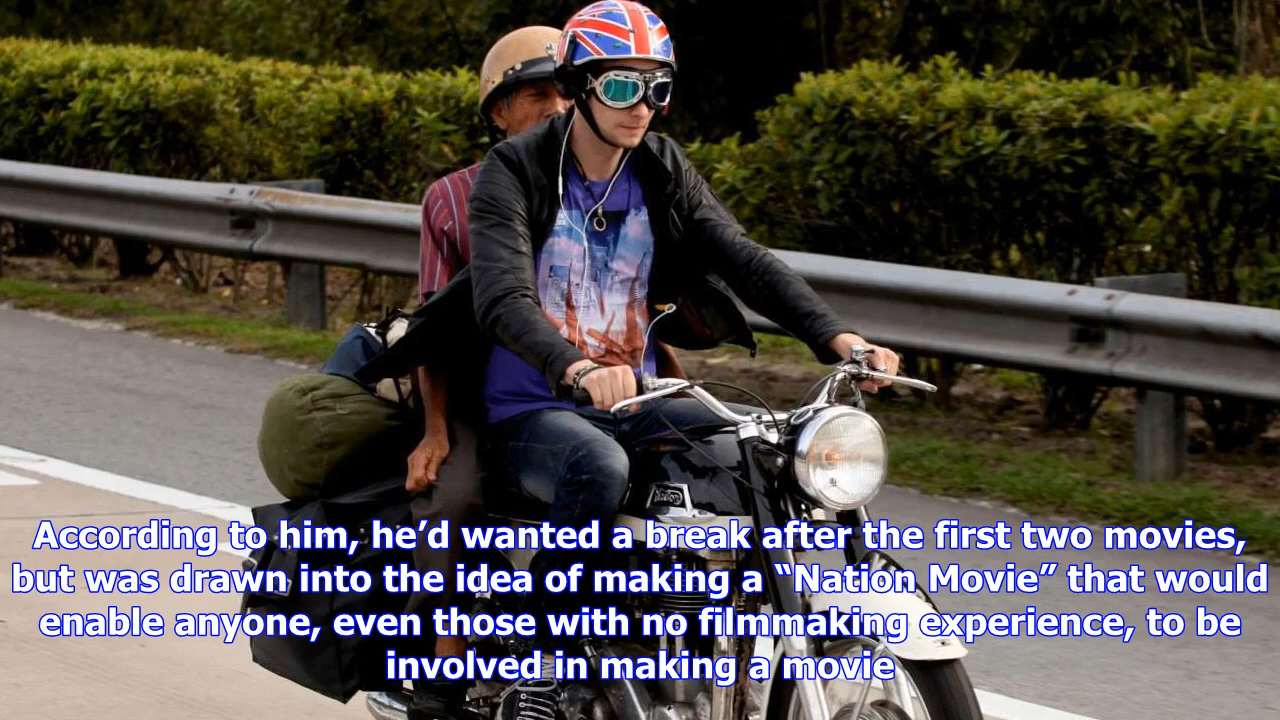 Norton
According to him, he’d wanted a break after the first two movies,
but was drawn into the idea of making a “Nation Movie” that would
enable anyone, even those with no filmmaking experience, to be
involved in making a movie